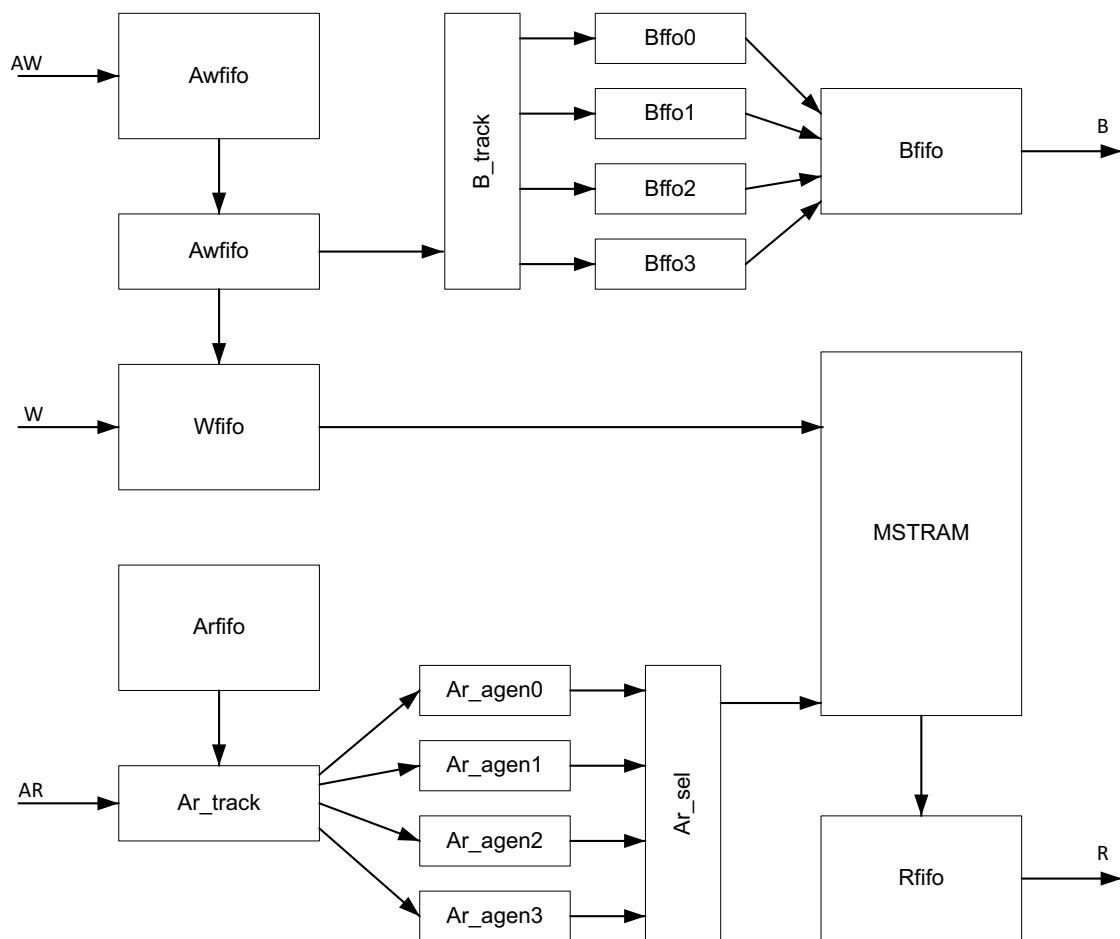 AW
Awfifo
Awfifo
B_track
Bffo0
Bffo1
Bffo2
Bffo3
Bfifo
B
W
Wfifo
MSTRAM
Arfifo
AR
Ar_track
Ar_agen0
Ar_agen1
Ar_agen2
Ar_agen3
Ar_sel
Rfifo
R